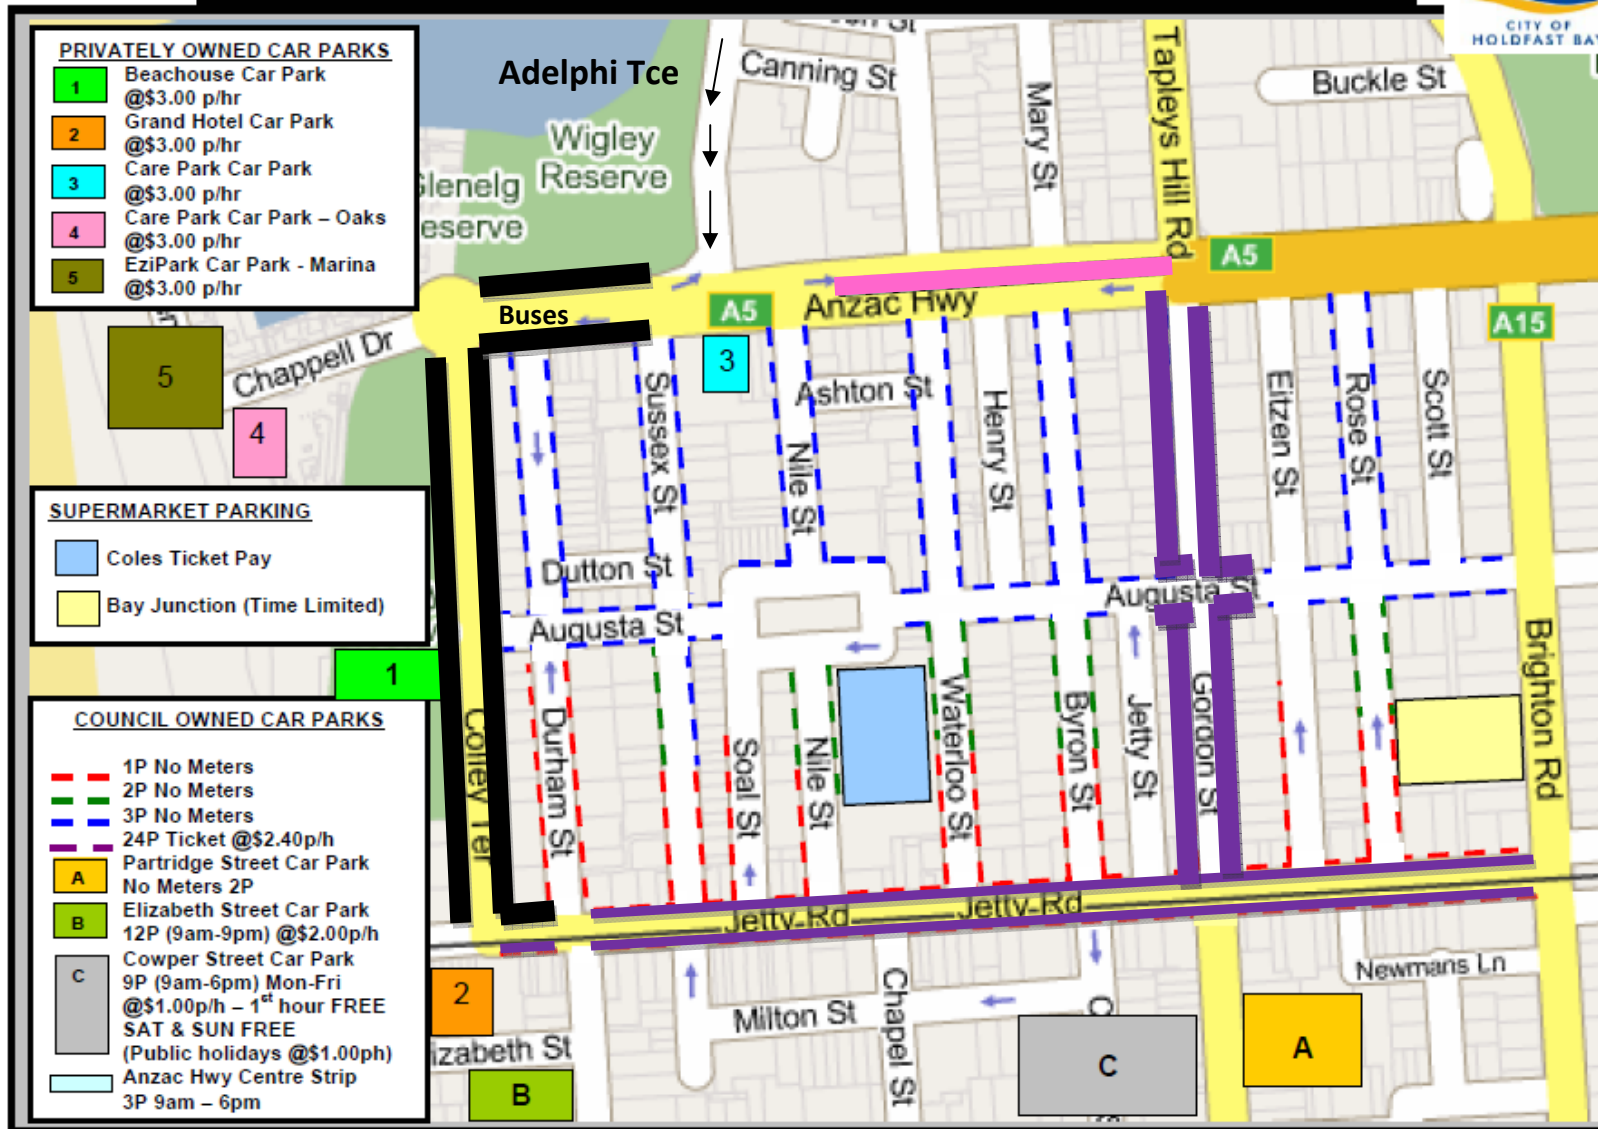 CITY OF
HOLDFAST BAY
PRIVATELY OWNED CAR PARKS
1 Beachouse Car Park
@$3.00 p/hr
2 Grand Hotel Car Park
@$3.00 p/hr
3 Care Park Car Park
@$3.00 p/hr
4 Care Park Car Park – Oaks
@$3.00 p/hr
5 EziPark Car Park - Marina
@$3.00 p/hr
SUPERMARKET PARKING
Coles Ticket Pay
Bay Junction (Time Limited)
COUNCIL OWNED CAR PARKS
1P No Meters
2P No Meters
3P No Meters
24P Ticket @$2.40p/h
A Partridge Street Car Park
No Meters 2P
B Elizabeth Street Car Park
12P (9am-9pm) @$2.00p/h
C Cowper Street Car Park
9P (9am-6pm) Mon-Fri
@$1.00p/h – 1st hour FREE
SAT & SUN FREE
(Public holidays @$1.00ph)
Anzac Hwy Centre Strip
3P 9am – 6pm
Adelphi Tce
Canning St
Mary St
Tapleys Hill Rd
Buckle St
Wigley
Reserve
Glenelg
eserve
A5
A5
Anzac Hwy
Buses
A15
Chappell Dr
5
4
3
Ashton St
Sussex St
Nile St
Henry St
Eitzen St
Rose St
Scott St
Dutton St
Augusta St
Augusta St
1
Colley Ter
Durham St
Soal St
Nile St
Waterloo St
Byron St
Jetty St
Gordon St
Brighton Rd
Jetty Rd
Jetty Rd
2
Milton St
Chapel St
Newmans Ln
izabeth St
B
C
A